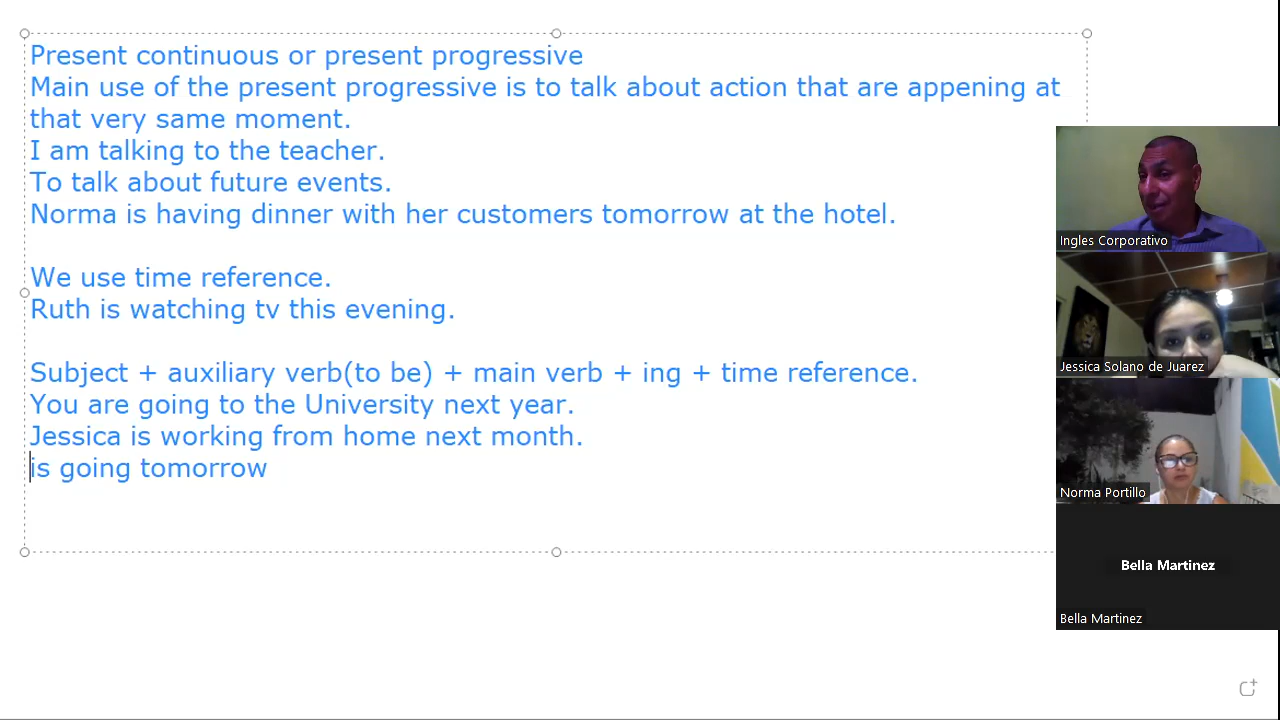 Present continuous or present progressive
Main use of the present progressive is to talk about action that are appening at
that very same moment.
I am talking to the teacher.
To talk about future events.
Norma is having dinner with her customers tomorrow at the hotel.
We use time reference.
Ruth is watching tv this evening.
Subject + auxiliary verb(to be) + main verb + ing + time reference.
You are going to the University next year.
Jessica is working from home next month.
is going tomorrow
Ingles Corporativo
Jessica Solano de Juarez
Norma Portillo
Bella Martinez
Bella Martinez